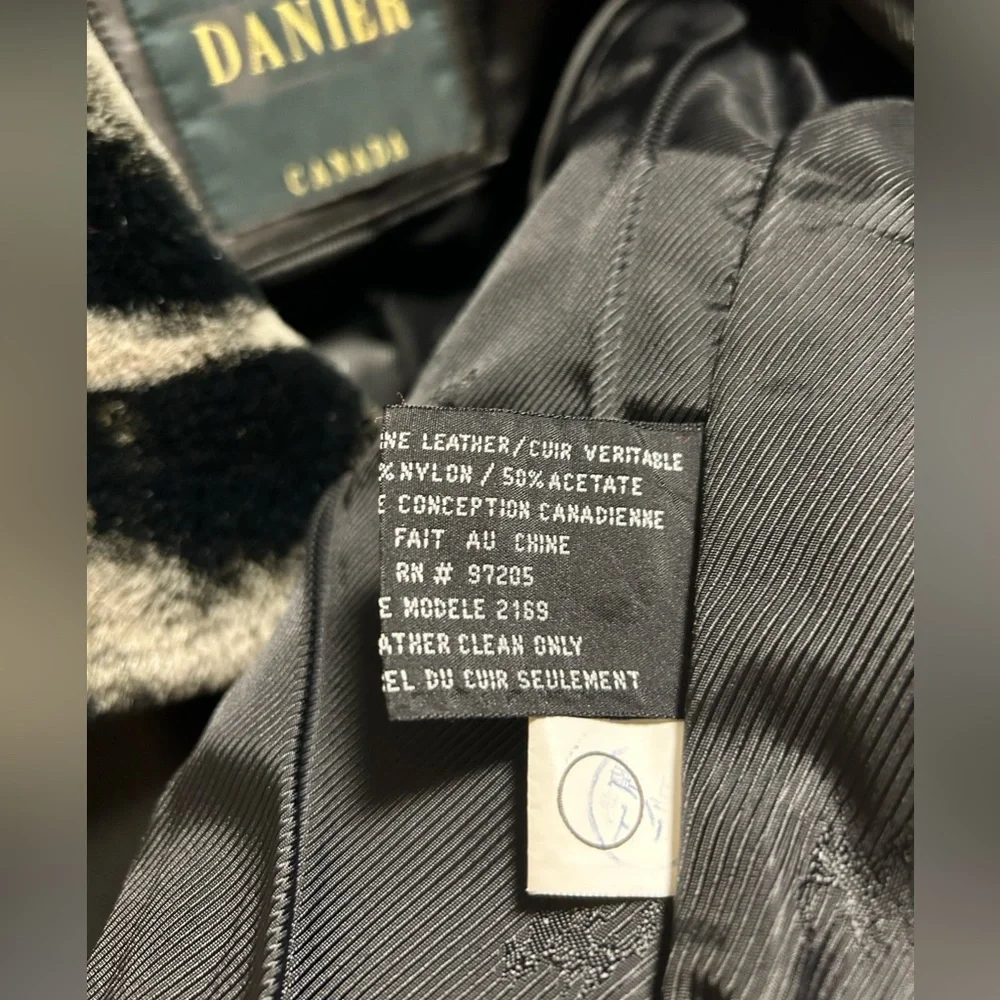 DANIER
CANADA
INE LEATHER/CUIR VERITABLE
% NYLON / 50% ACETATE
E CONCEPTION CANADIENNE
FAIT AU CHINE
RN # 97205
E MODELE 2169
ATHER CLEAN ONLY
EL DU CUIR SEULEMENT